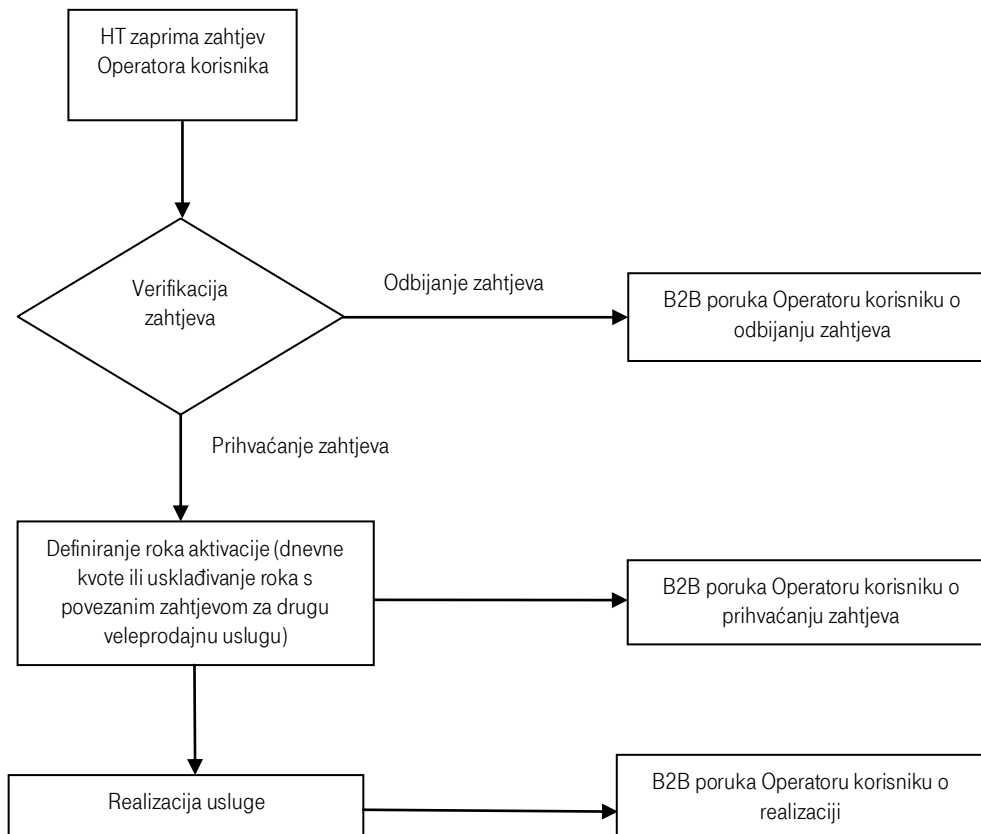 HT zaprima zahtjev
Operatora korisnika
Verifikacija
zahtjeva
Odbijanje zahtjeva
B2B poruka Operatoru korisniku o
odbijanju zahtjeva
Prihvaćanje zahtjeva
Definiranje roka aktivacije (dnevne
kvote ili usklađivanje roka s
povezanim zahtjevom za drugu
veleprodajnu uslugu)
B2B poruka Operatoru korisniku o
prihvaćanju zahtjeva
Realizacija usluge
B2B poruka Operatoru korisniku o
realizaciji